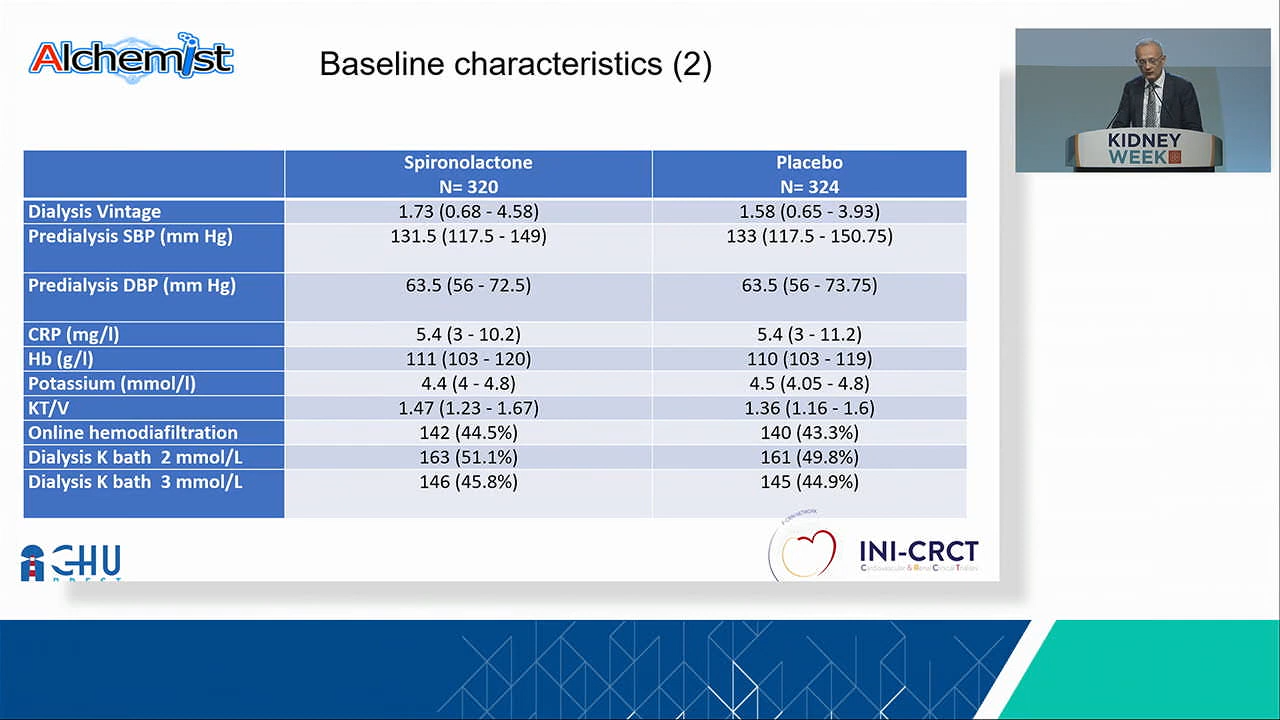 Alchemist
Baseline characteristics (2)
KIDNEY
WEEK
Spironolactone Placebo
N= 320 N= 324
Dialysis Vintage 1.73 (0.68 - 4.58) 1.58 (0.65 - 3.93)
Predialysis SBP (mm Hg) 131.5 (117.5 - 149) 133 (117.5 - 150.75)
Predialysis DBP (mm Hg) 63.5 (56 - 72.5) 63.5 (56 - 73.75)
CRP (mg/l) 5.4 (3 - 10.2) 5.4 (3 - 11.2)
Hb (g/l) 111 (103 - 120) 110 (103 - 119)
Potassium (mmol/l) 4.4 (4 - 4.8) 4.5 (4.05 - 4.8)
KT/V 1.47 (1.23 - 1.67) 1.36 (1.16 - 1.6)
Online hemodiafiltration 142 (44.5%) 140 (43.3%)
Dialysis K bath 2 mmol/L 163 (51.1%) 161 (49.8%)
Dialysis K bath 3 mmol/L 146 (45.8%) 145 (44.9%)
CHU
INI-CRCT
Cardiovascular & Renal Clinical Trialists